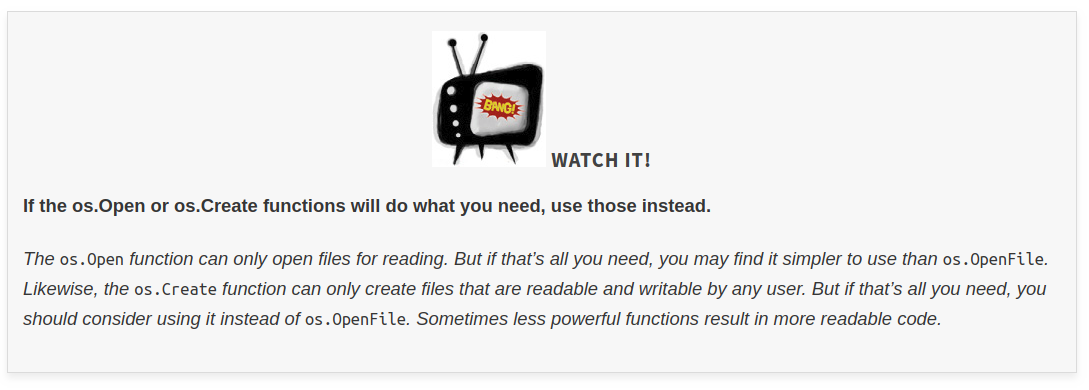 BANG!
WATCH IT!
If the os.Open or os.Create functions will do what you need, use those instead.
The os.Open function can only open files for reading. But if that’s all you need, you may find it simpler to use than os.OpenFile.
Likewise, the os.Create function can only create files that are readable and writable by any user. But if that’s all you need, you
should consider using it instead of os.OpenFile. Sometimes less powerful functions result in more readable code.